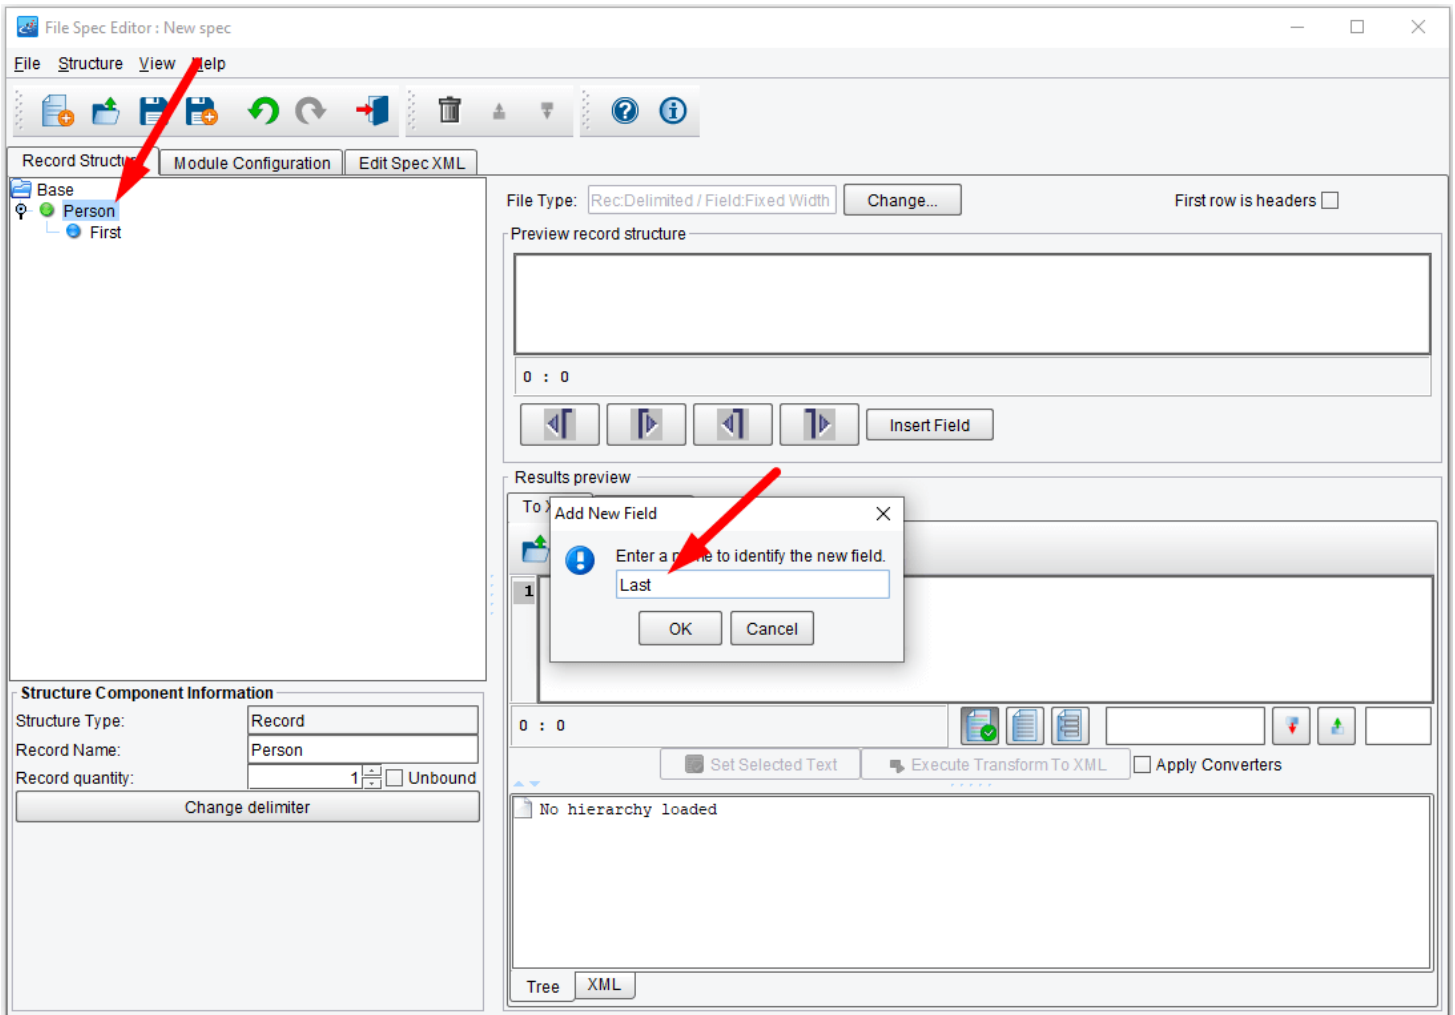 File Spec Editor : New spec
File Structure View Help
Record Structure Module Configuration Edit Spec XML
Base
Person
First
File Type: Rec:Delimited / Field:Fixed Width Change... First row is headers
Preview record structure
0 : 0
Insert Field
Results preview
To X
Add New Field
Enter a name to identify the new field.
1
Last
OK Cancel
Structure Component Information
Structure Type: Record
Record Name: Person
Record quantity: 1 Unbound
Change delimiter
0 : 0
Set Selected Text Execute Transform To XML Apply Converters
No hierarchy loaded
Tree XML